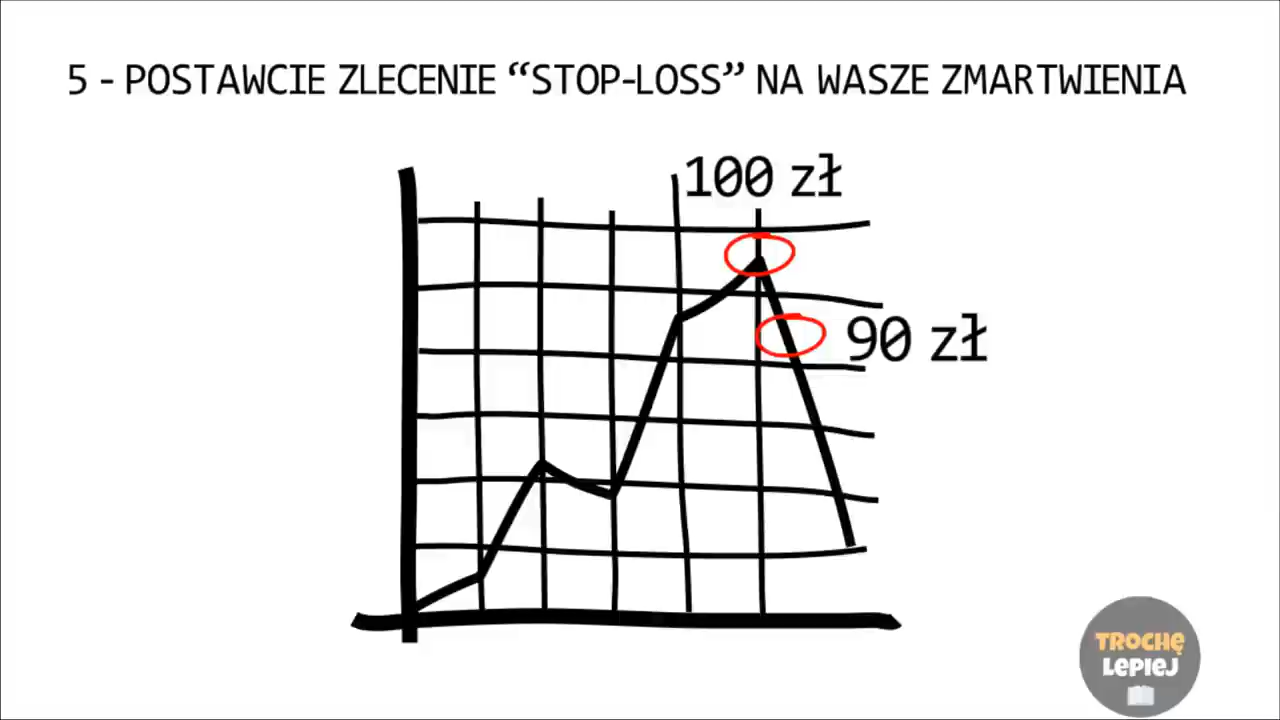 5 - POSTAWCIE ZLECENIE “STOP-LOSS” NA WASZE ZMARTWIENIA
100 zł
90 zł
TROCHĘ
LEPIEJ